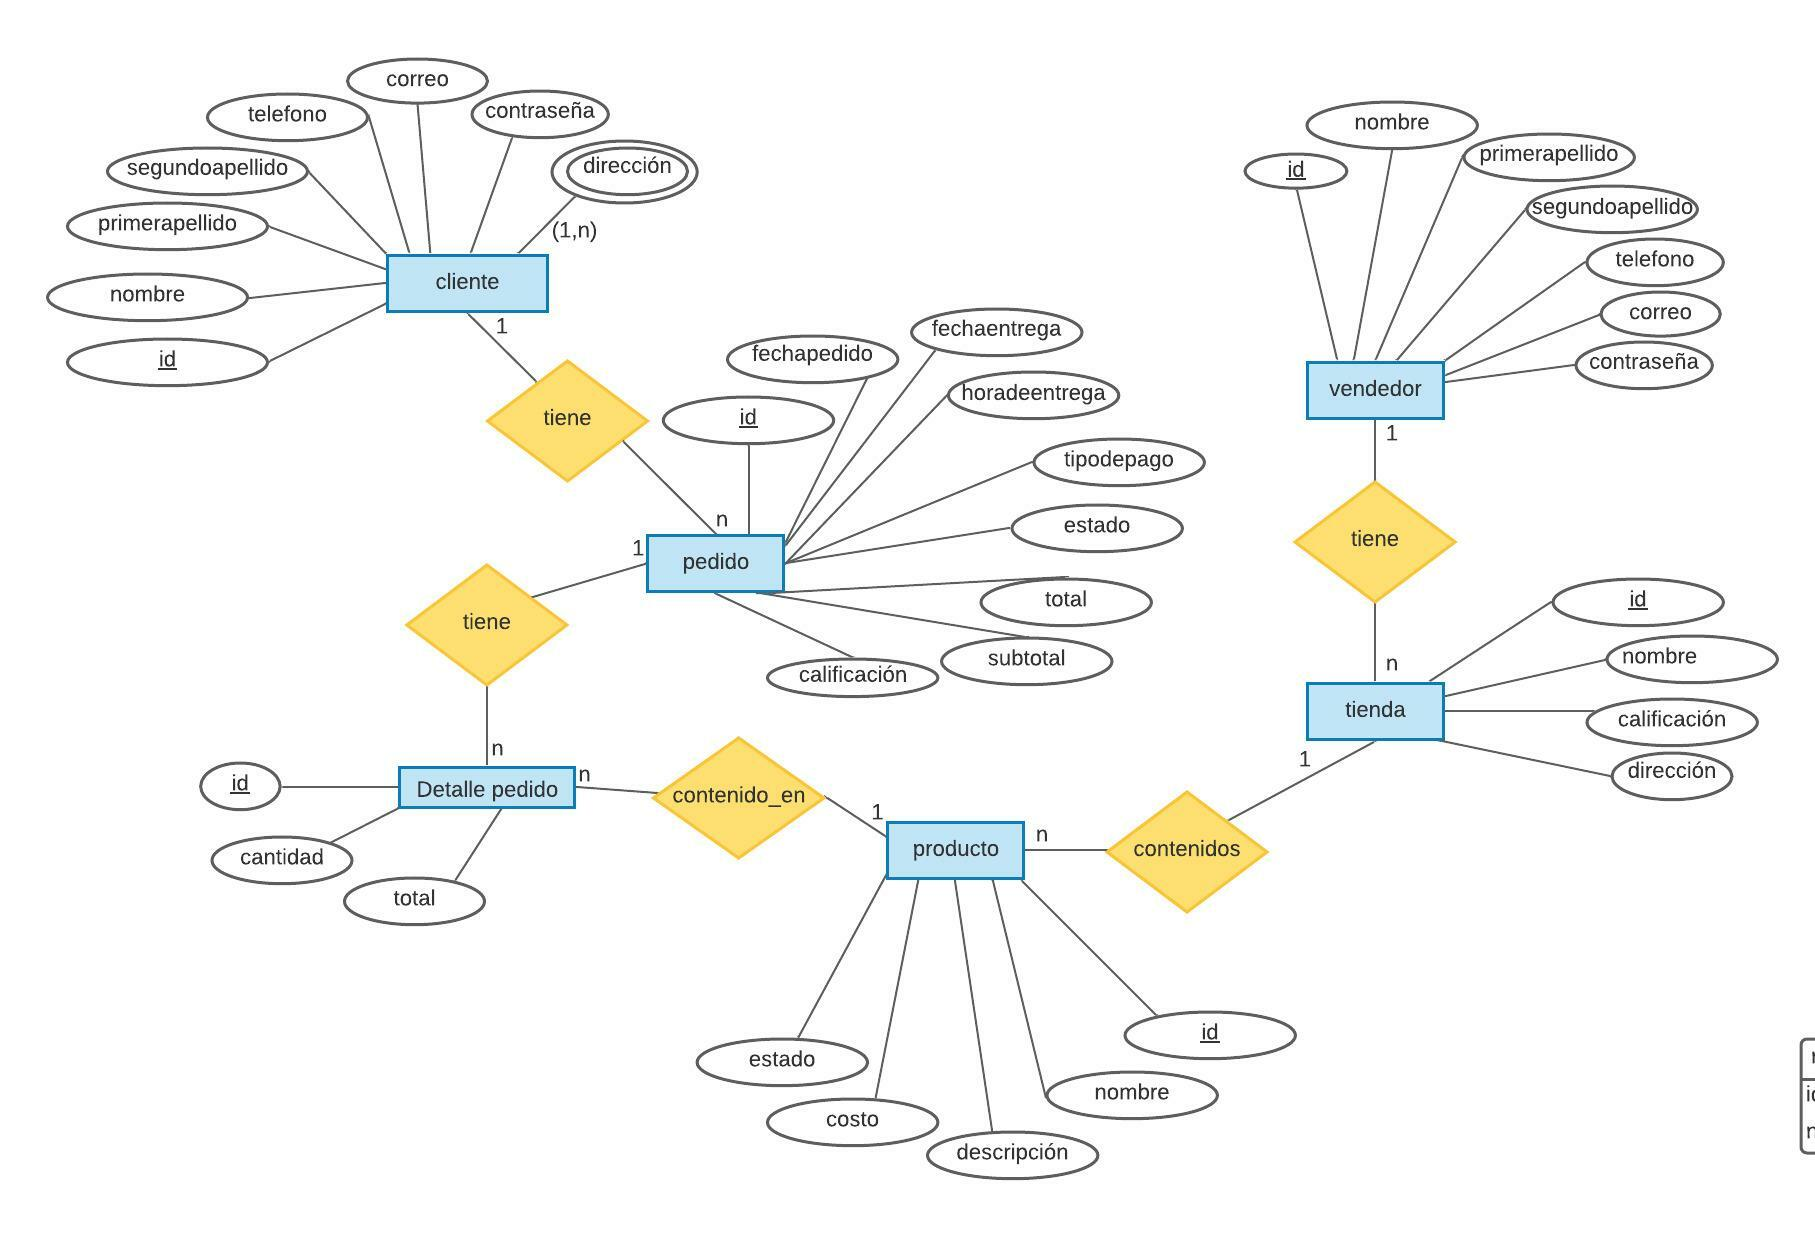 correo
telefono
contraseña
segundoapellido
dirección
primerapellido
(1,n)
nombre
cliente
id
1
tiene
fechapedido
fechaentrega
horadeentrega
id
tipodepago
n
estado
1
pedido
total
subtotal
calificación
tiene
n
id
Detalle pedido
n
cantidad
total
contenido_en
1
producto
n
contenidos
estado
costo
descripción
nombre
id
nombre
primerapellido
id
segundoapellido
telefono
correo
contraseña
vendedor
1
tiene
n
id
nombre
tienda
calificación
dirección
1